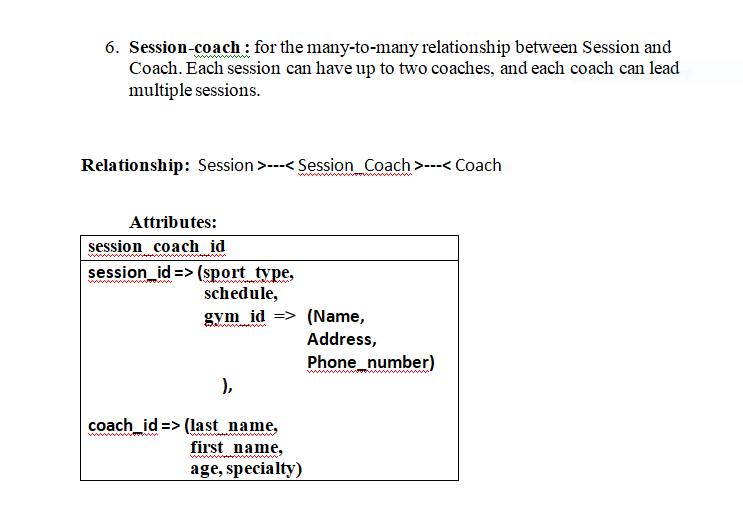 6. Session-coach : for the many-to-many relationship between Session and
Coach. Each session can have up to two coaches, and each coach can lead
multiple sessions.
Relationship: Session >---< Session_Coach >---< Coach
Attributes:
session_coach_id
session_id => (sport_type,
schedule,
gym_id => (Name,
Address,
Phone_number)
),
coach_id => (last_name,
first_name,
age, specialty)